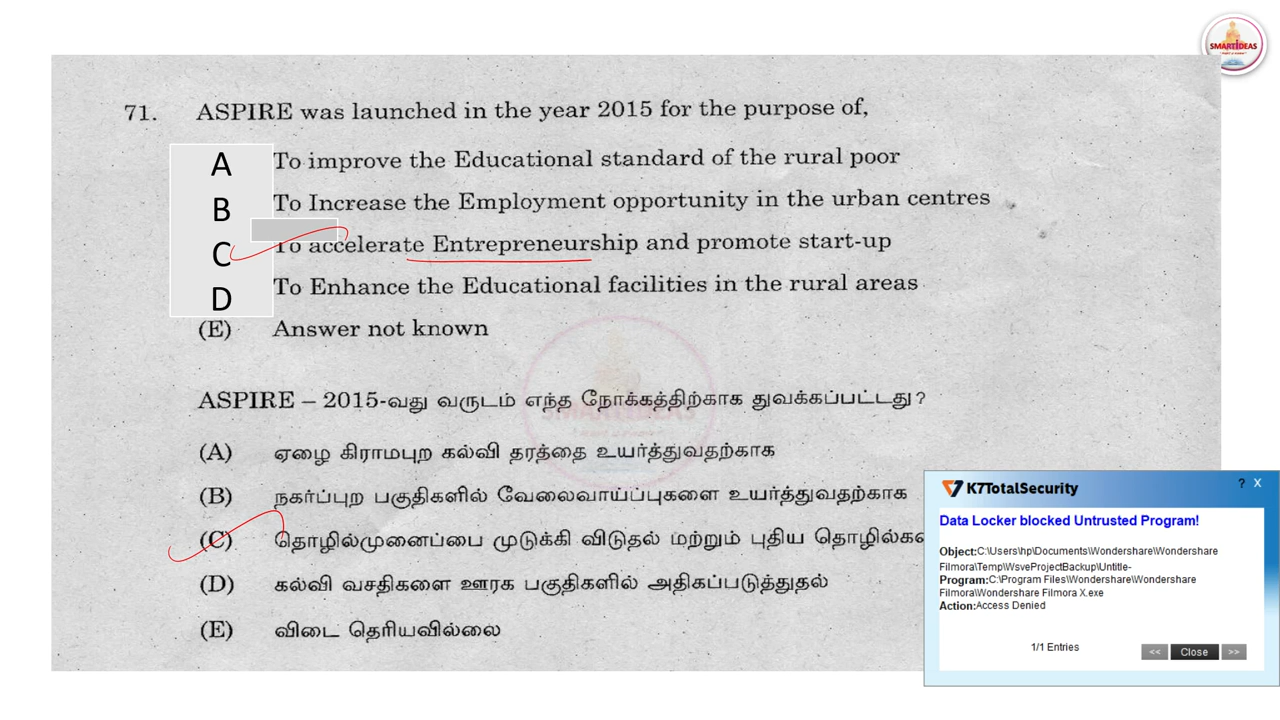 SMARTIDEAS
71. ASPIRE was launched in the year 2015 for the purpose of,
A To improve the Educational standard of the rural poor
B To Increase the Employment opportunity in the urban centres
C To accelerate Entrepreneurship and promote start-up
D To Enhance the Educational facilities in the rural areas
(E) Answer not known
ASPIRE – 2015-வது வருடம் எந்த நோக்கத்திற்காக துவக்கப்பட்டது?
SMARTIDEAS
(A) ஏழை கிராமபுற கல்வி தரத்தை உயர்த்துவதற்காக
(B) நகர்ப்புற பகுதிகளில் வேலைவாய்ப்புகளை உயர்த்துவதற்காக
(C) தொழில்முனைப்பை முடுக்கி விடுதல் மற்றும் புதிய
(D) கல்வி வசதிகளை ஊரக பகுதிகளில் அதிகப்படுத்துதல்
(E) விடை தெரியவில்லை
K7TotalSecurity ? X
Data Locker blocked Untrusted Program!
Object:C:\Users\hp\Documents\Wondershare\Wondershare
Filmora\Temp\WsveProjectBackup\Untitle-
Program:C:\Program Files\Wondershare\Wondershare
Filmora\Wondershare Filmora X.exe
Action:Access Denied
1/1 Entries << Close >>